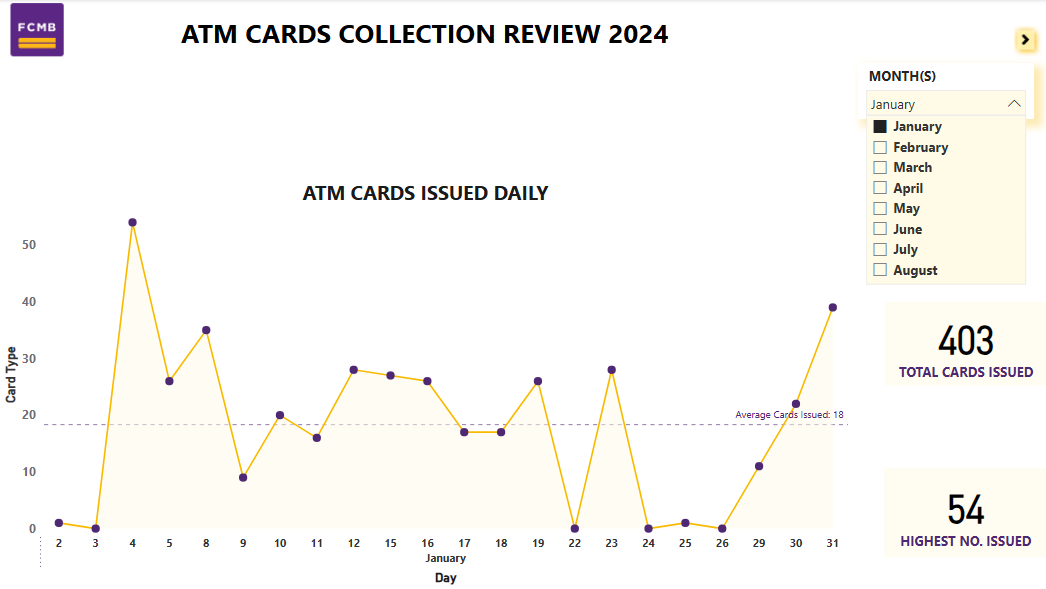 FCMB
ATM CARDS COLLECTION REVIEW 2024
MONTH(S)
January
January
February
March
April
May
June
July
August
ATM CARDS ISSUED DAILY
50
40
30
20
10
0
Card Type
Average Cards Issued: 18
2 3 4 5 8 9 10 11 12 15 16 17 18 19 22 23 24 25 26 29 30 31
January
Day
403
TOTAL CARDS ISSUED
54
HIGHEST NO. ISSUED